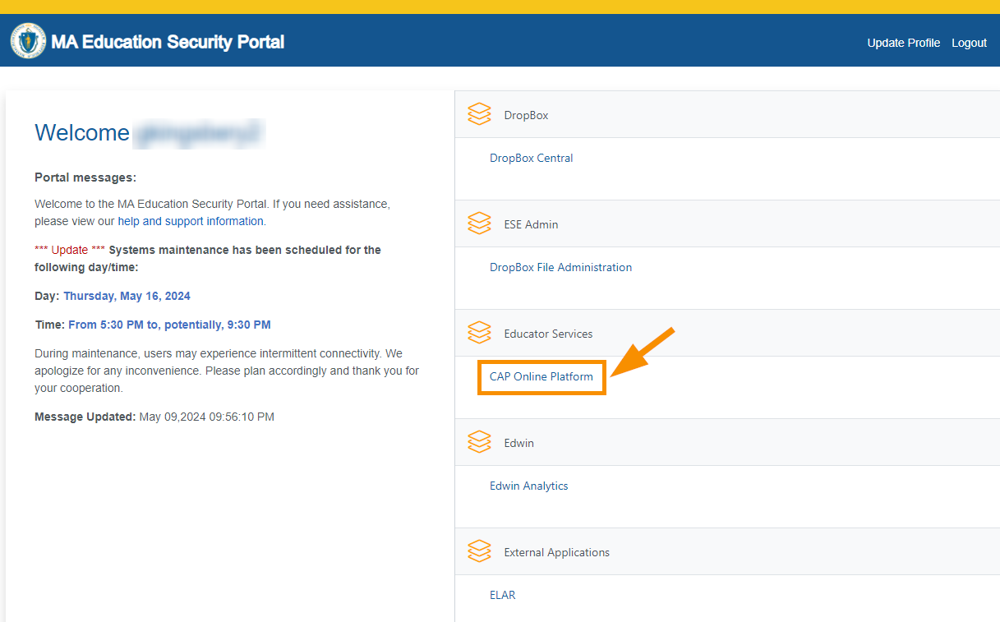 MA Education Security Portal
Update Profile
Logout
Welcome
Portal messages:
Welcome to the MA Education Security Portal. If you need assistance,
please view our help and support information.
*** Update *** Systems maintenance has been scheduled for the
following day/time:
Day: Thursday, May 16, 2024
Time: From 5:30 PM to, potentially, 9:30 PM
During maintenance, users may experience intermittent connectivity. We
apologize for any inconvenience. Please plan accordingly and thank you for
your cooperation.
Message Updated: May 09,2024 09:56:10 PM
DropBox
DropBox Central
ESE Admin
DropBox File Administration
Educator Services
CAP Online Platform
Edwin
Edwin Analytics
External Applications
ELAR